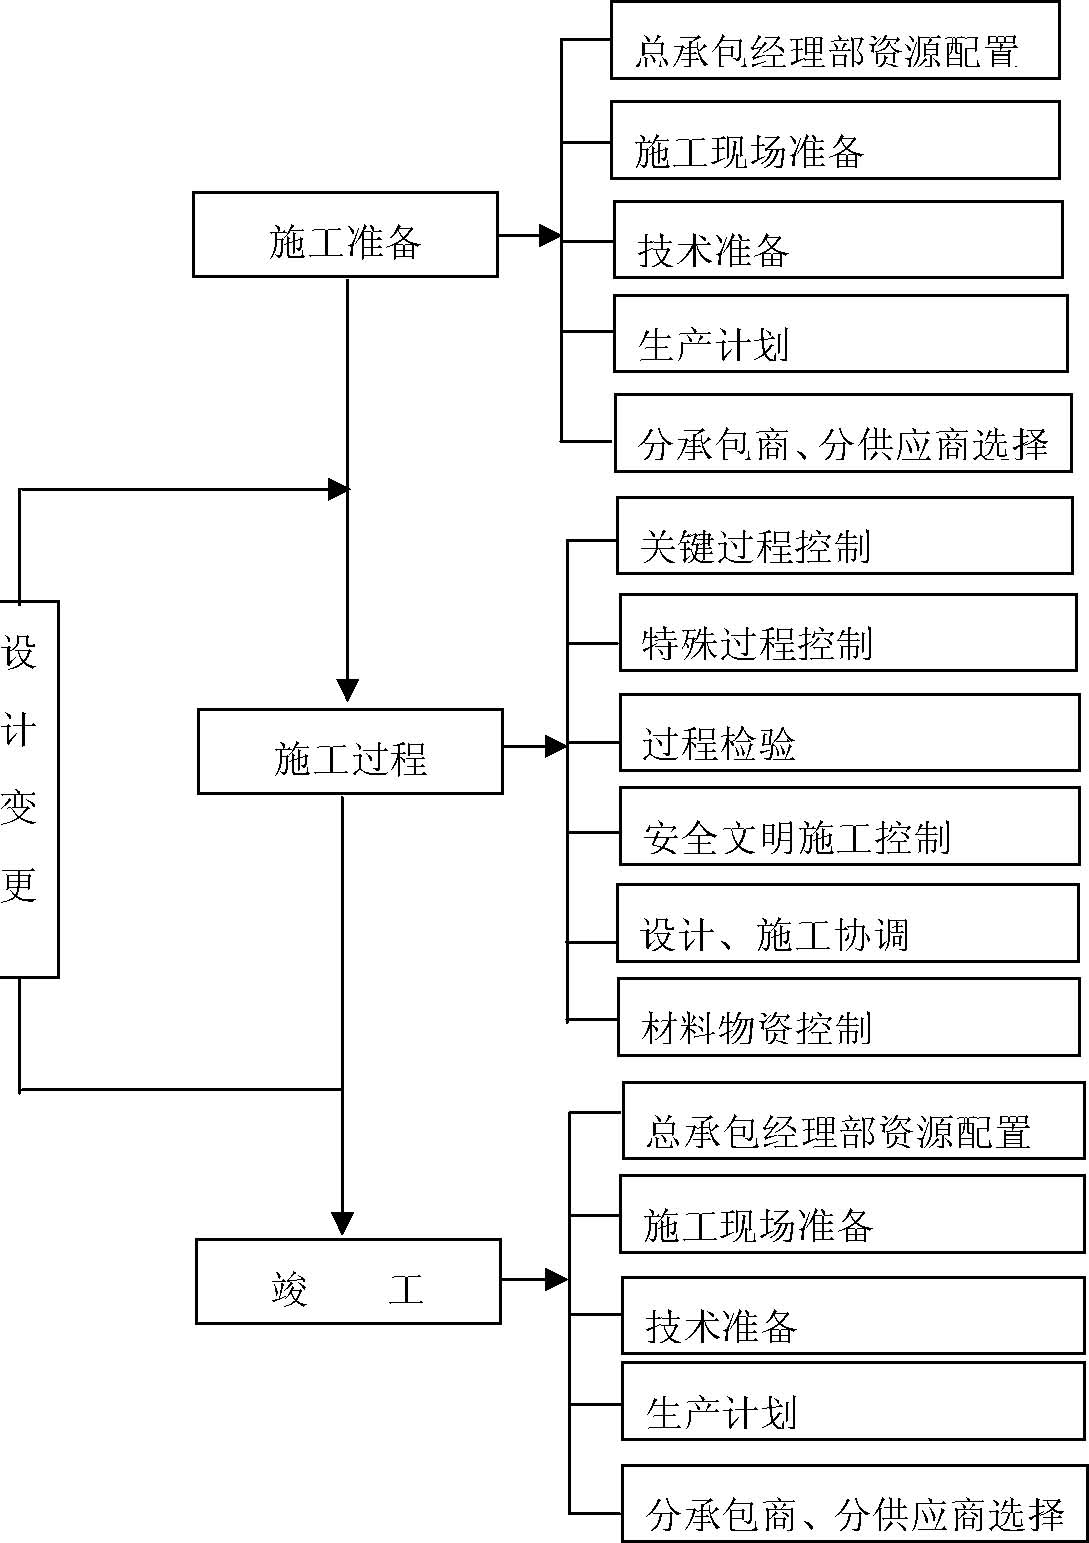 总承包经理部资源配置
施工现场准备
施工准备
技术准备
生产计划
分承包商、分供应商选择
关键过程控制
特殊过程控制
设
计
变
更
施工过程
过程检验
安全文明施工控制
设计、施工协调
材料物资控制
总承包经理部资源配置
施工现场准备
竣 工
技术准备
生产计划
分承包商、分供应商选择